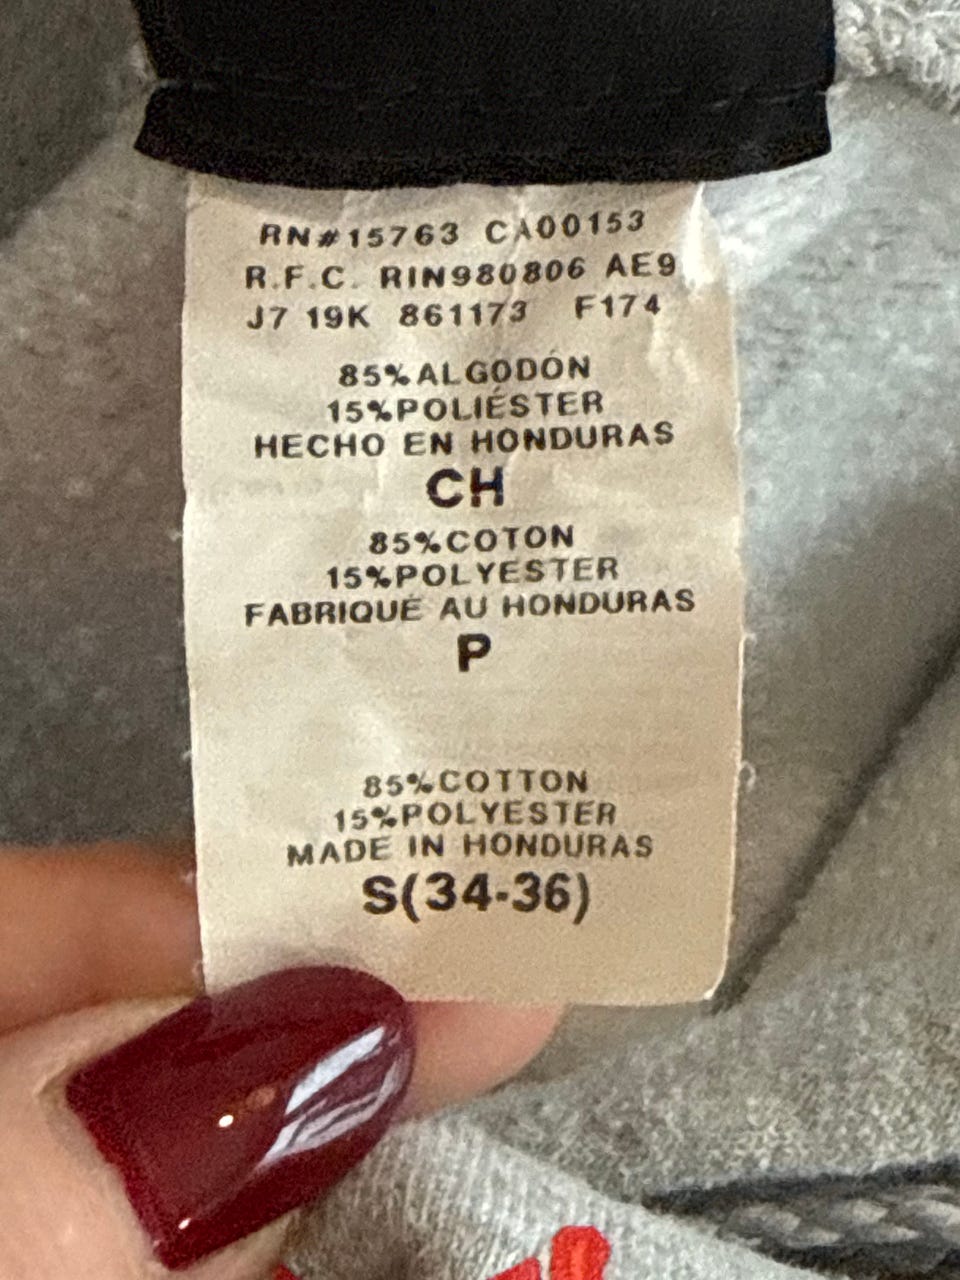 RN#15763 CA00153
R.F.C. RIN980806 AE9
J7 19K 861173 F174
85%ALGODÓN
15%POLIÉSTER
HECHO EN HONDURAS
CH
85%COTON
15%POLYESTER
FABRIQUÉ AU HONDURAS
P
85%COTTON
15%POLYESTER
MADE IN HONDURAS
S(34-36)